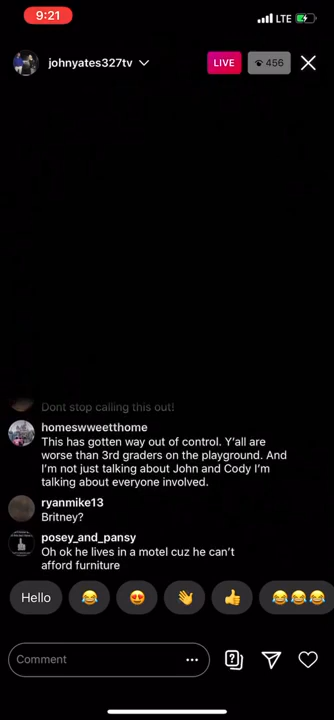 9:21
LTE
johnyates327tv
LIVE
456
Dont stop calling this out!
homeswweetthome
This has gotten way out of control. Y'all are
worse than 3rd graders on the playground. And
I'm not just talking about John and Cody I'm
talking about everyone involved.
ryanmike13
Britney?
posey_and_pansy
Oh ok he lives in a motel cuz he can't
afford furniture
Hello
Comment